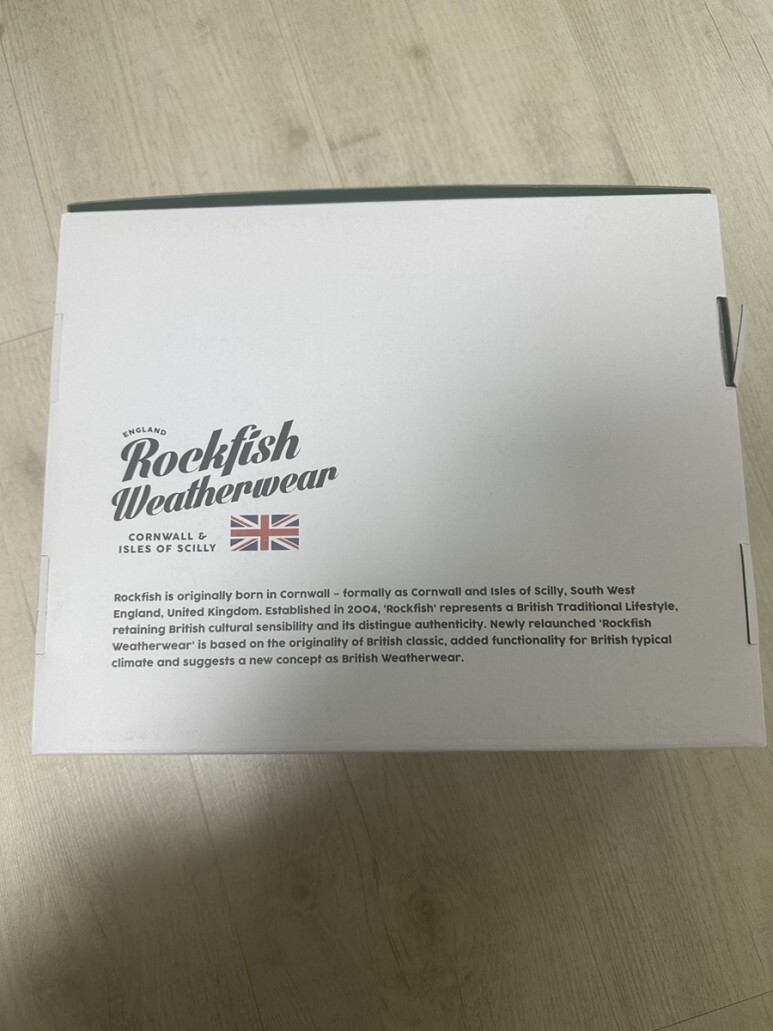 ENGLAND
Rockfish
Weatherwear
CORNWALL &
ISLES OF SCILLY
Rockfish is originally born in Cornwall – formally as Cornwall and Isles of Scilly, South West
England, United Kingdom. Established in 2004, 'Rockfish' represents a British Traditional Lifestyle,
retaining British cultural sensibility and its distingue authenticity. Newly relaunched 'Rockfish
Weatherwear' is based on the originality of British classic, added functionality for British typical
climate and suggests a new concept as British Weatherwear.